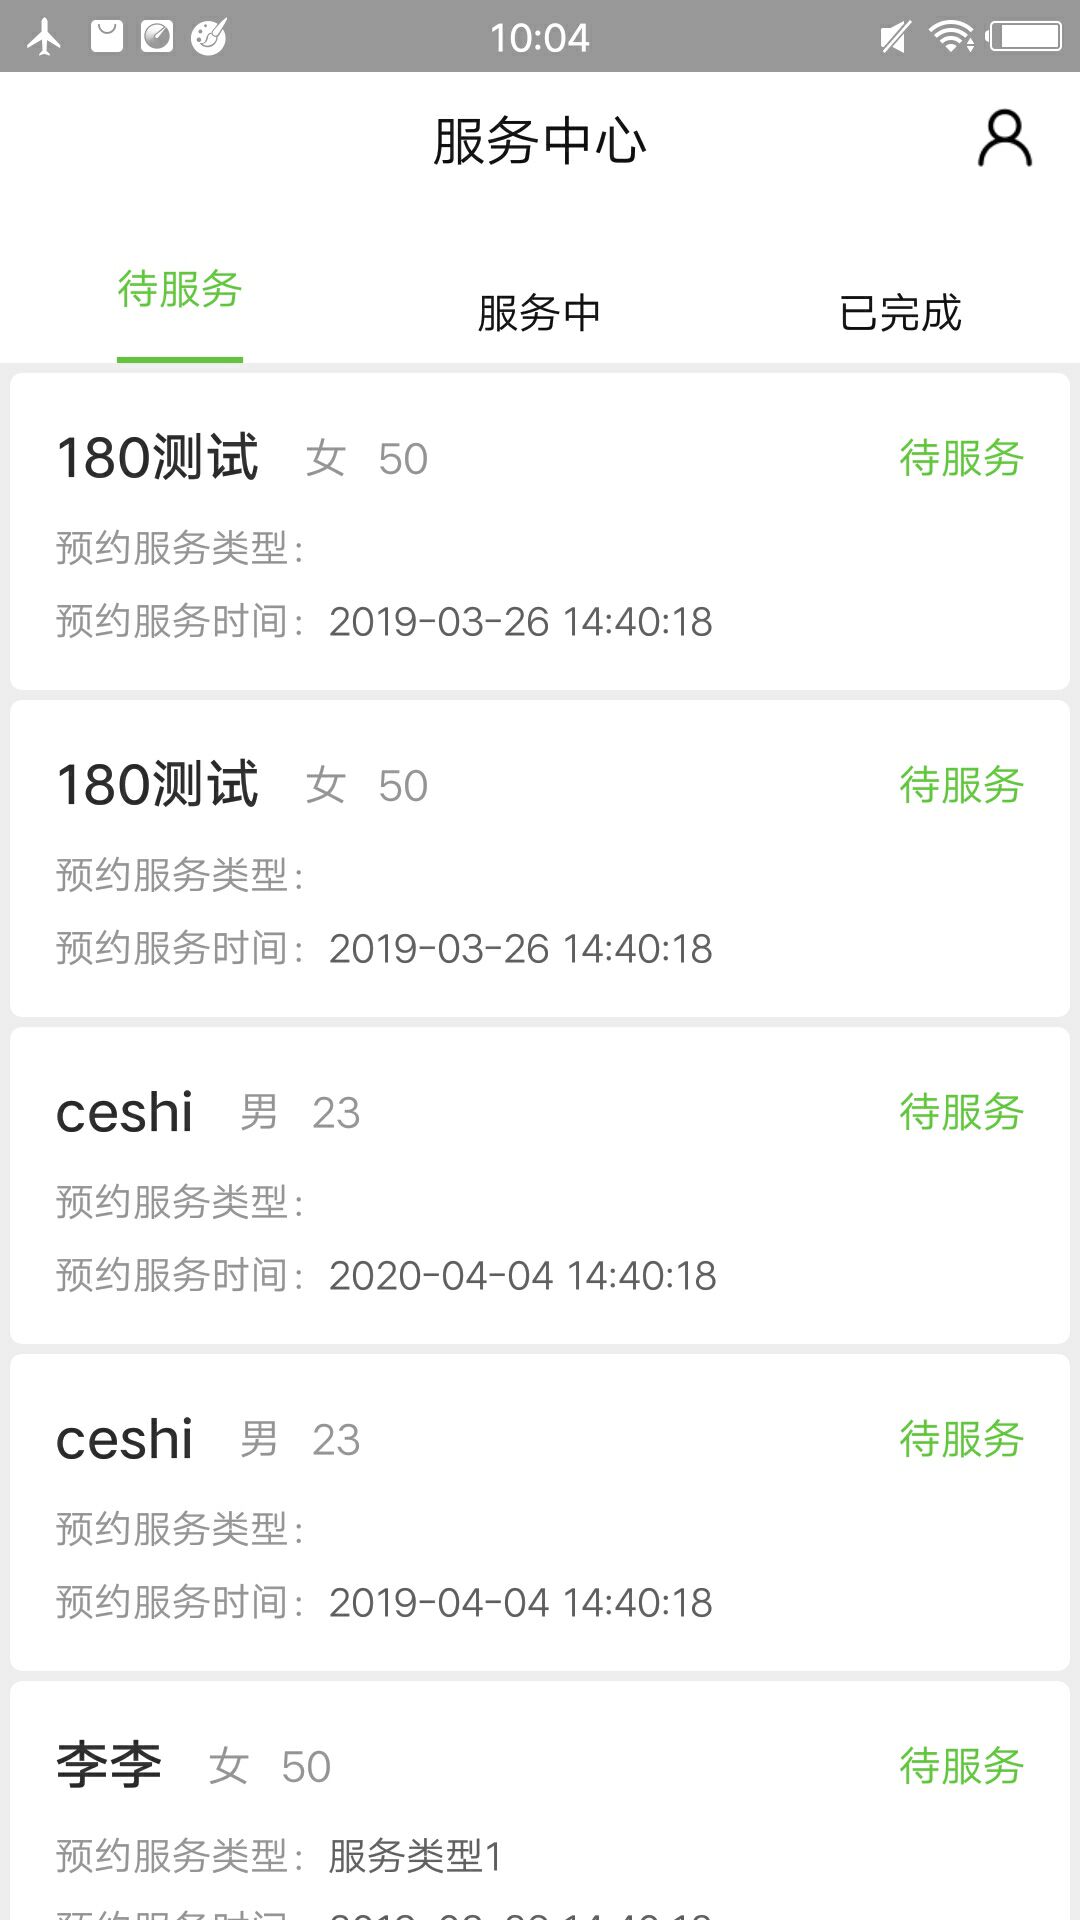 10:04
服务中心
待服务 服务中 已完成
180测试 女 50 待服务
预约服务类型:
预约服务时间: 2019-03-26 14:40:18
180测试 女 50 待服务
预约服务类型:
预约服务时间: 2019-03-26 14:40:18
ceshi 男 23 待服务
预约服务类型:
预约服务时间: 2020-04-04 14:40:18
ceshi 男 23 待服务
预约服务类型:
预约服务时间: 2019-04-04 14:40:18
李李 女 50 待服务
预约服务类型: 服务类型1
预约服务时间: